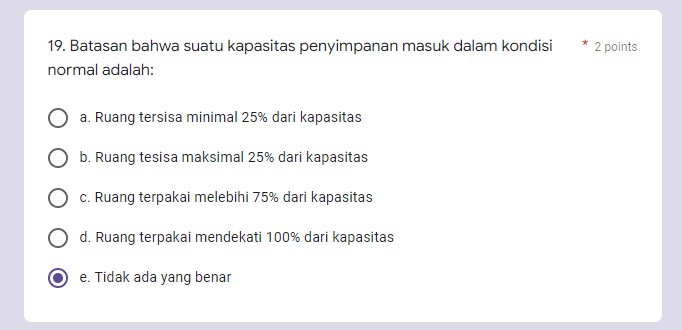 19. Batasan bahwa suatu kapasitas penyimpanan masuk dalam kondisi * 2 points
normal adalah:
a. Ruang tersisa minimal 25% dari kapasitas
b. Ruang tesisa maksimal 25% dari kapasitas
c. Ruang terpakai melebihi 75% dari kapasitas
d. Ruang terpakai mendekati 100% dari kapasitas
e. Tidak ada yang benar